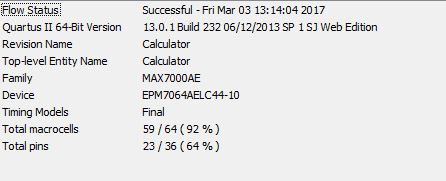 Flow Status Successful - Fri Mar 03 13:14:04 2017
Quartus II 64-Bit Version 13.0.1 Build 232 06/12/2013 SP 1 SJ Web Edition
Revision Name Calculator
Top-level Entity Name Calculator
Family MAX7000AE
Device EPM7064AELC44-10
Timing Models Final
Total macrocells 59 / 64 ( 92 % )
Total pins 23 / 36 ( 64 % )